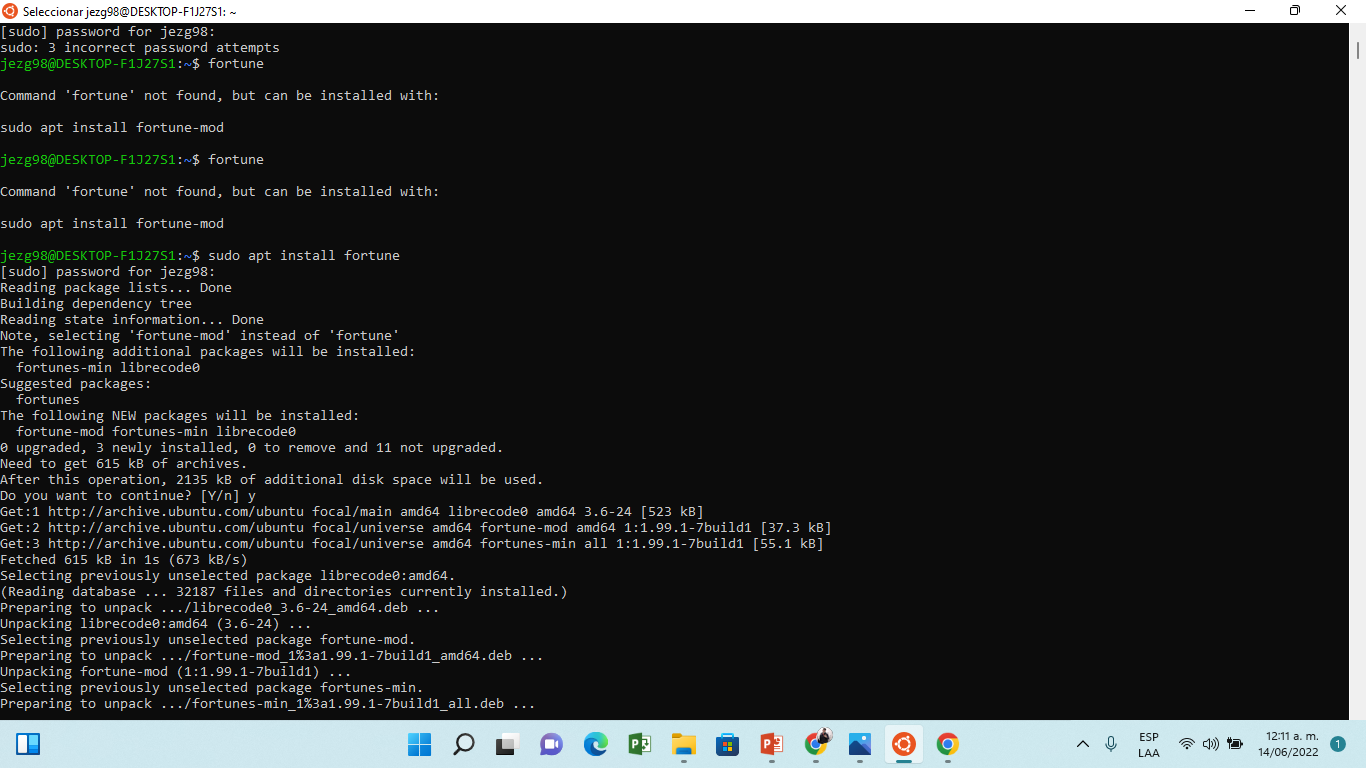 Seleccionar jezg98@DESKTOP-F1J27S1: ~
[sudo] password for jezg98:
sudo: 3 incorrect password attempts
jezg98@DESKTOP-F1J27S1:~$ fortune
Command 'fortune' not found, but can be installed with:
sudo apt install fortune-mod
jezg98@DESKTOP-F1J27S1:~$ fortune
Command 'fortune' not found, but can be installed with:
sudo apt install fortune-mod
jezg98@DESKTOP-F1J27S1:~$ sudo apt install fortune
[sudo] password for jezg98:
Reading package lists... Done
Building dependency tree
Reading state information... Done
Note, selecting 'fortune-mod' instead of 'fortune'
The following additional packages will be installed:
  fortunes-min librecode0
Suggested packages:
  fortunes
The following NEW packages will be installed:
  fortune-mod fortunes-min librecode0
0 upgraded, 3 newly installed, 0 to remove and 11 not upgraded.
Need to get 615 kB of archives.
After this operation, 2135 kB of additional disk space will be used.
Do you want to continue? [Y/n] y
Get:1 http://archive.ubuntu.com/ubuntu focal/main amd64 librecode0 amd64 3.6-24 [523 kB]
Get:2 http://archive.ubuntu.com/ubuntu focal/universe amd64 fortune-mod amd64 1:1.99.1-7build1 [37.3 kB]
Get:3 http://archive.ubuntu.com/ubuntu focal/universe amd64 fortunes-min all 1:1.99.1-7build1 [55.1 kB]
Fetched 615 kB in 1s (673 kB/s)
Selecting previously unselected package librecode0:amd64.
(Reading database ... 32187 files and directories currently installed.)
Preparing to unpack .../librecode0_3.6-24_amd64.deb ...
Unpacking librecode0:amd64 (3.6-24) ...
Selecting previously unselected package fortune-mod.
Preparing to unpack .../fortune-mod_1%3a1.99.1-7build1_amd64.deb ...
Unpacking fortune-mod (1:1.99.1-7build1) ...
Selecting previously unselected package fortunes-min.
Preparing to unpack .../fortunes-min_1%3a1.99.1-7build1_all.deb ...
ESP
LAA
12:11 a. m.
14/06/2022
1